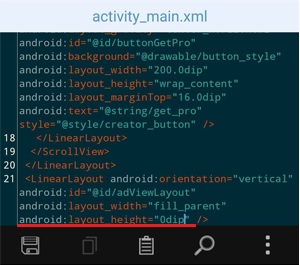 activity_main.xml
android:id="@id/buttonGetPro"
android:background="@drawable/button_style"
android:layout_width="200.0dip"
android:layout_height="wrap_content"
android:layout_marginTop="16.0dip"
android:text="@string/get_pro"
style="@style/creator_button" />
18 </LinearLayout>
19 </ScrollView>
20 </LinearLayout>
21 <LinearLayout android:orientation="vertical"
android:id="@id/adViewLayout"
android:layout_width="fill_parent"
android:layout_height="0dip" />